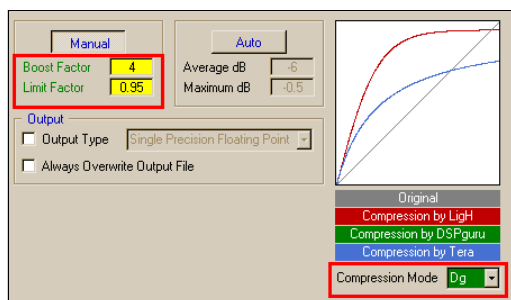 Manual
Boost Factor 4
Limit Factor 0.95
Auto
Average dB -6
Maximum dB -0.5
Output
Output Type Single Precision Floating Point
Always Overwrite Output File
Original
Compression by LigH
Compression by DSPguru
Compression by Tera
Compression Mode Dg